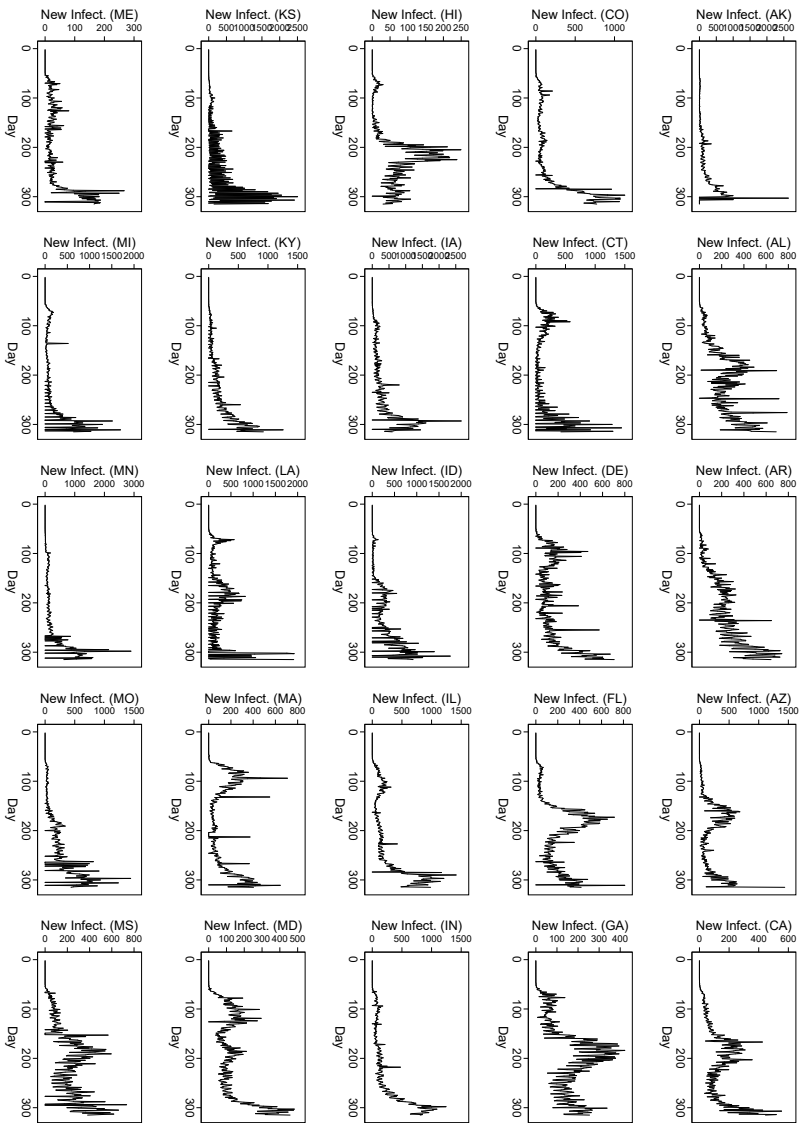 New Infect. (AK)
0 500 1000 1500 2000 2500
0 100 200 300
Day
New Infect. (AL)
0 200 400 600 800
0 100 200 300
Day
New Infect. (AR)
0 200 400 600 800
0 100 200 300
Day
New Infect. (AZ)
0 500 1000 1500
0 100 200 300
Day
New Infect. (CA)
0 200 400 600
0 100 200 300
Day
New Infect. (CO)
0 500 1000
0 100 200 300
Day
New Infect. (CT)
0 500 1000 1500
0 100 200 300
Day
New Infect. (DE)
0 200 400 600 800
0 100 200 300
Day
New Infect. (FL)
0 200 400 600 800
0 100 200 300
Day
New Infect. (GA)
0 100 200 300 400
0 100 200 300
Day
New Infect. (HI)
0 50 100 150 200 250
0 100 200 300
Day
New Infect. (IA)
0 500 1000 1500 2000 2500
0 100 200 300
Day
New Infect. (ID)
0 500 1000 1500 2000
0 100 200 300
Day
New Infect. (IL)
0 500 1000 1500
0 100 200 300
Day
New Infect. (IN)
0 500 1000 1500
0 100 200 300
Day
New Infect. (KS)
0 500 1000 1500 2000 2500
0 100 200 300
Day
New Infect. (KY)
0 500 1000 1500
0 100 200 300
Day
New Infect. (LA)
0 500 1000 1500 2000
0 100 200 300
Day
New Infect. (MA)
0 200 400 600 800
0 100 200 300
Day
New Infect. (MD)
0 100 200 300 400 500
0 100 200 300
Day
New Infect. (ME)
0 100 200 300
0 100 200 300
Day
New Infect. (MI)
0 500 1000 1500 2000
0 100 200 300
Day
New Infect. (MN)
0 1000 2000 3000
0 100 200 300
Day
New Infect. (MO)
0 500 1000 1500
0 100 200 300
Day
New Infect. (MS)
0 200 400 600 800
0 100 200 300
Day